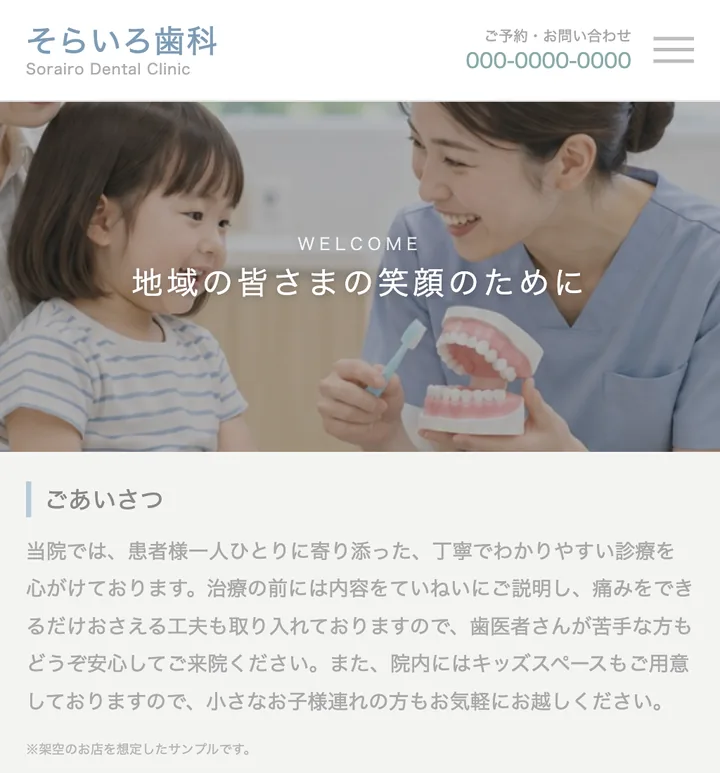 そらいろ歯科
Sorairo Dental Clinic
ご予約・お問い合わせ
000-0000-0000
WELCOME
地域の皆さまの笑顔のために
ごあいさつ
当院では、患者様一人ひとりに寄り添った、丁寧でわかりやすい診療を
心がけております。治療の前には内容をていねいにご説明し、痛みをでき
るだけおさえる工夫も取り入れておりますので、歯医者さんが苦手な方も
どうぞ安心してご来院ください。また、院内にはキッズスペースもご用意
しておりますので、小さなお子様連れの方もお気軽にお越しください。
※架空のお店を想定したサンプルです。